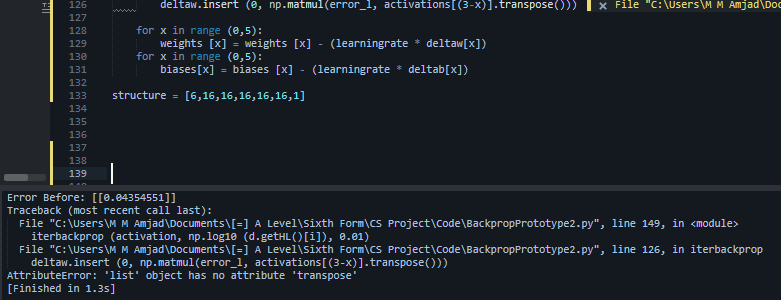 126 deltaw.insert (0, np.matmul(error_l, activations[(3-x)].transpose())) × File "C:\Users\M M Amjad\Doc
127
128 for x in range (0,5):
129 weights [x] = weights [x] - (learningrate * deltaw[x])
130 for x in range (0,5):
131 biases[x] = biases [x] - (learningrate * deltab[x])
132
133 structure = [6,16,16,16,16,16,1]
134
135
136
137
138
139
Error Before: [[0.04354551]]
Traceback (most recent call last):
File "C:\Users\M M Amjad\Documents\[=] A Level\Sixth Form\CS Project\Code\BackpropPrototype2.py", line 149, in <module>
iterbackprop (activation, np.log10 (d.getHL()[i]), 0.01)
File "C:\Users\M M Amjad\Documents\[=] A Level\Sixth Form\CS Project\Code\BackpropPrototype2.py", line 126, in iterbackprop
deltaw.insert (0, np.matmul(error_l, activations[(3-x)].transpose()))
AttributeError: 'list' object has no attribute 'transpose'
[Finished in 1.3s]